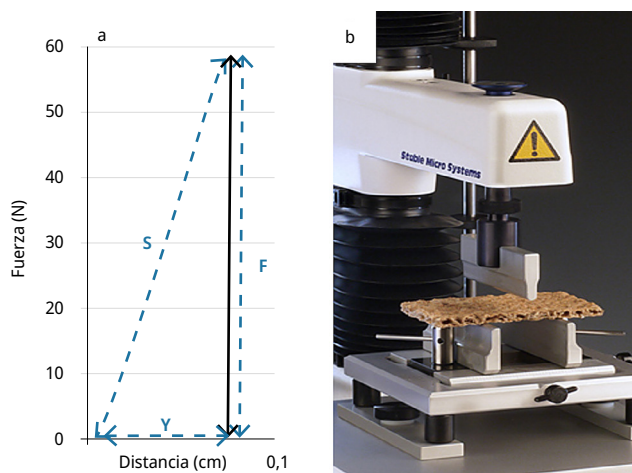 a
60
50
40
30
20
10
0
Fuerza (N)
S
F
Y
Distancia (cm)
0,1
b
Stable Micro Systems